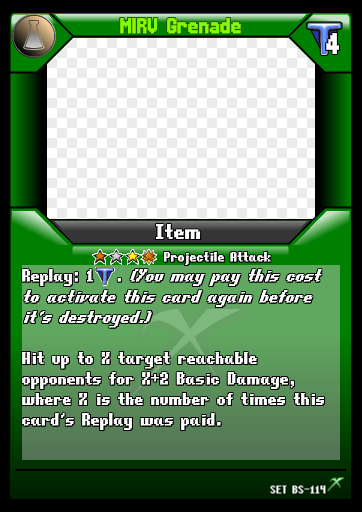 MIRV Grenade
4
Item
Projectile Attack
Replay: 1 . (You may pay this cost
to activate this card again before
it's destroyed.)
Hit up to X target reachable
opponents for X+2 Basic Damage,
where X is the number of times this
card's Replay was paid.
SET BS-114